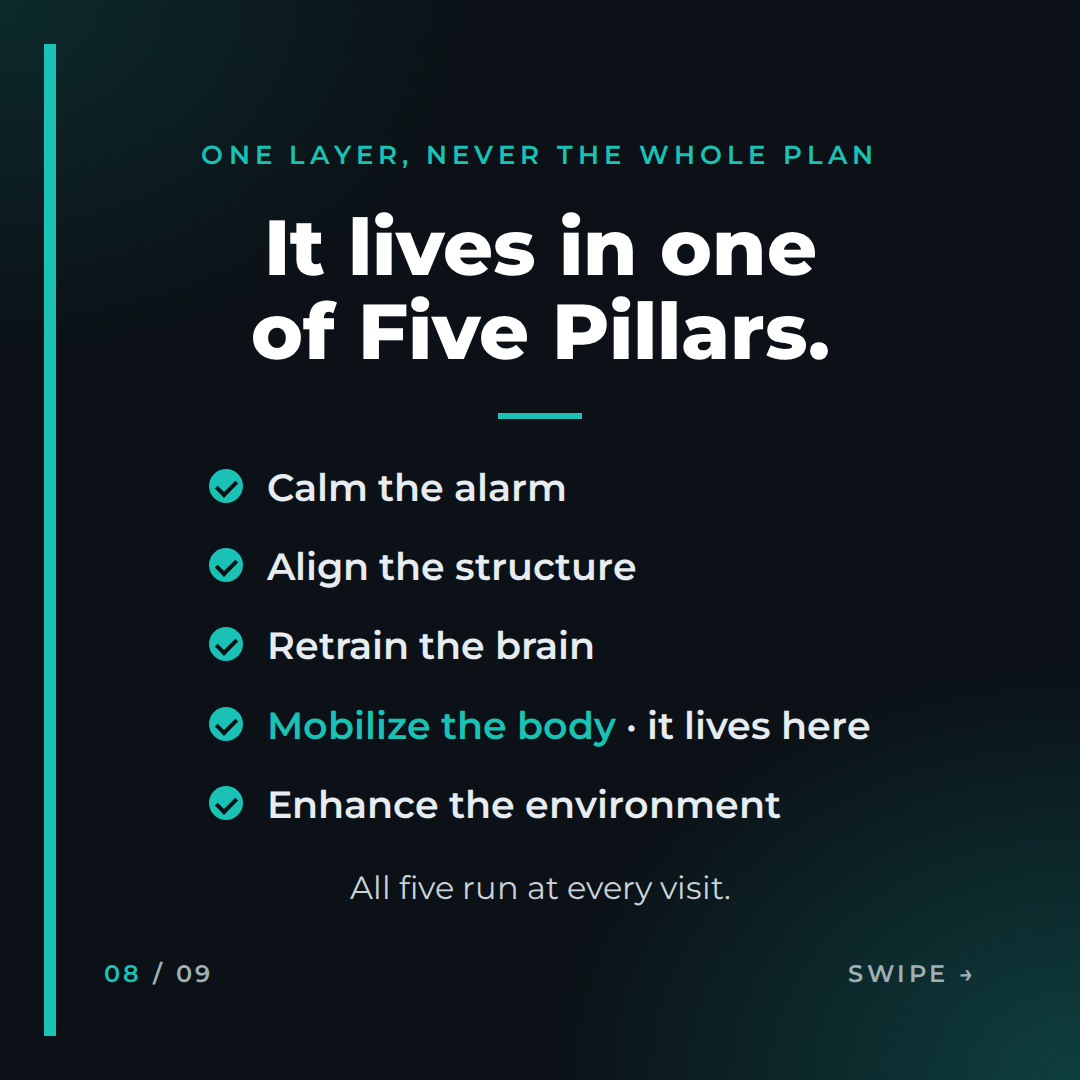 ONE LAYER, NEVER THE WHOLE PLAN
It lives in one
of Five Pillars.
Calm the alarm
Align the structure
Retrain the brain
Mobilize the body · it lives here
Enhance the environment
All five run at every visit.
08 / 09
SWIPE →